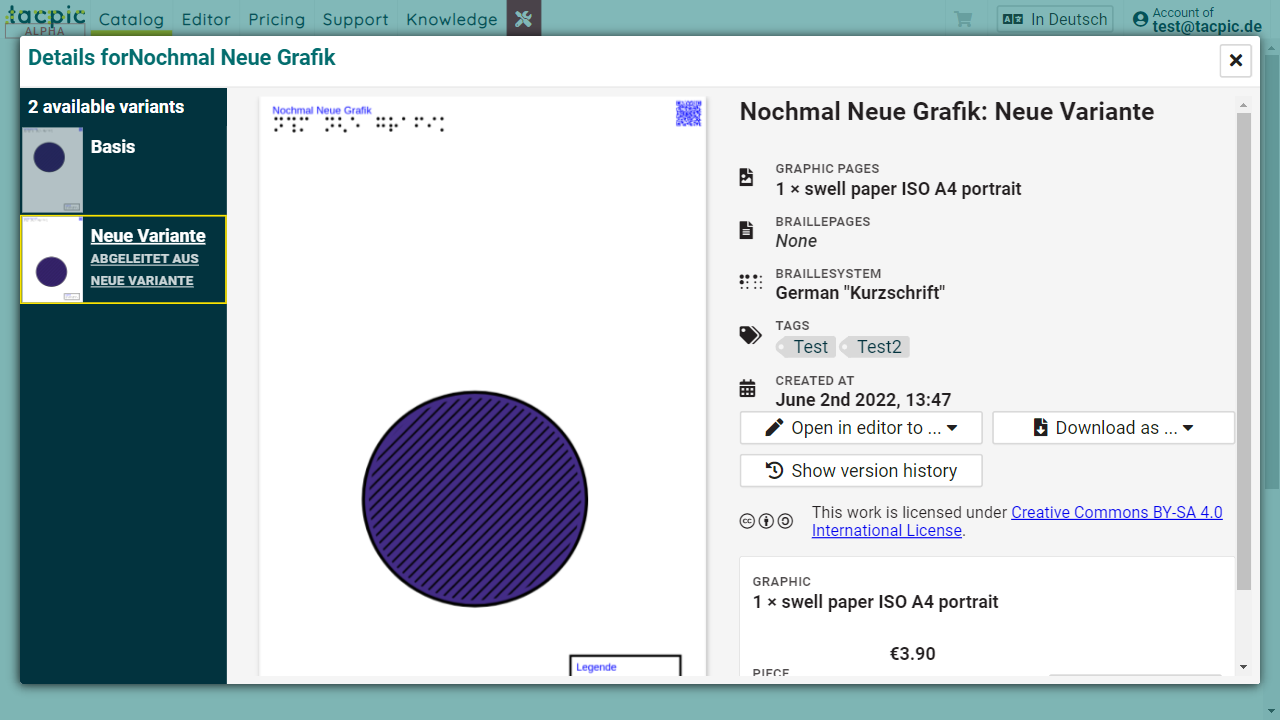 tacpic
ALPHA
Catalog
Editor
Pricing
Support
Knowledge
In Deutsch
Account of
test@tacpic.de
Details forNochmal Neue Grafik
2 available variants
Basis
Neue Variante
ABGELEITET AUS
NEUE VARIANTE
Nochmal Neue Grafik
Legende
Nochmal Neue Grafik: Neue Variante
GRAPHIC PAGES
1 × swell paper ISO A4 portrait
BRAILLEPAGES
None
BRAILLESYSTEM
German "Kurzschrift"
TAGS
Test
Test2
CREATED AT
June 2nd 2022, 13:47
Open in editor to ...
Download as ...
Show version history
This work is licensed under Creative Commons BY-SA 4.0
International License.
GRAPHIC
1 × swell paper ISO A4 portrait
€3.90
PIECE